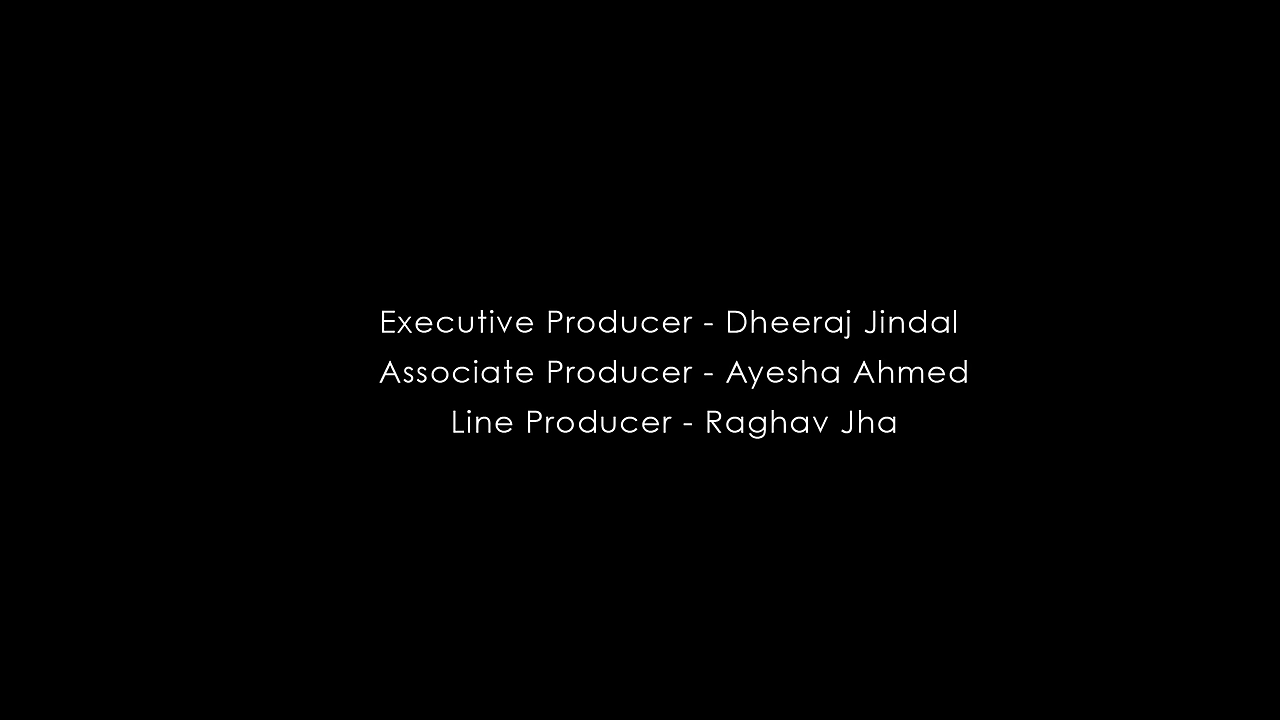 Executive Producer - Dheeraj Jindal
Associate Producer - Ayesha Ahmed
Line Producer - Raghav Jha